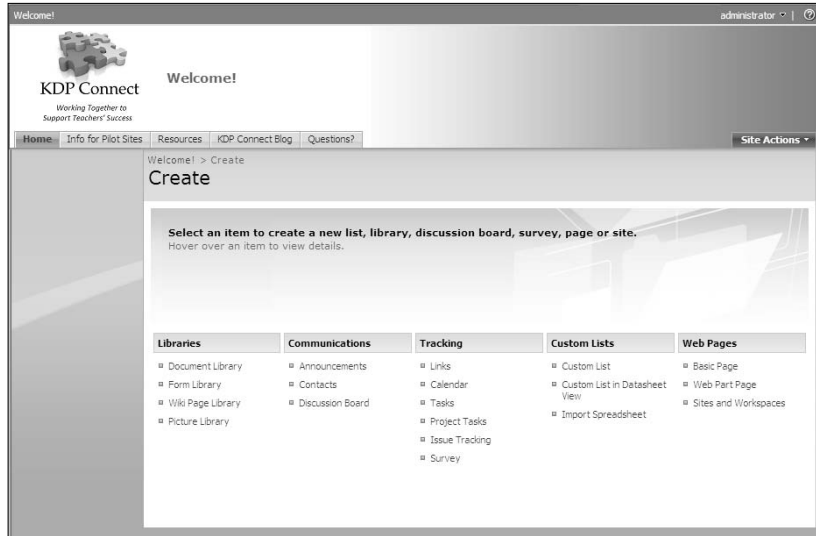 Welcome!
administrator
KDP Connect
Working Together to
Support Teachers' Success
Welcome!
Home Info for Pilot Sites Resources KDP Connect Blog Questions?
Site Actions
Welcome! > Create
Create
Select an item to create a new list, library, discussion board, survey, page or site.
Hover over an item to view details.
Libraries
Document Library
Form Library
Wiki Page Library
Picture Library
Communications
Announcements
Contacts
Discussion Board
Tracking
Links
Calendar
Tasks
Project Tasks
Issue Tracking
Survey
Custom Lists
Custom List
Custom List in Datasheet
View
Import Spreadsheet
Web Pages
Basic Page
Web Part Page
Sites and Workspaces